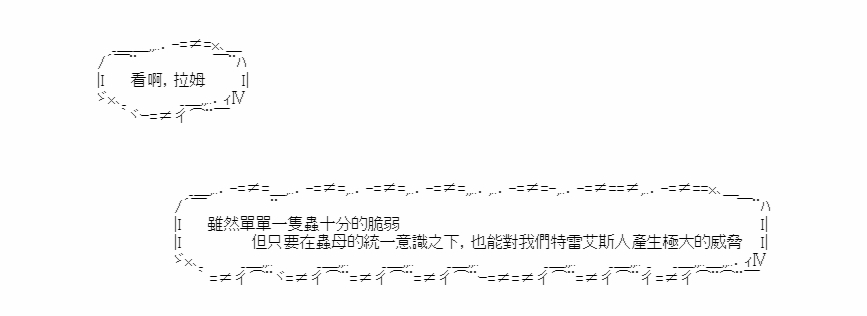 看啊，拉姆
雖然單單一隻蟲十分的脆弱
但只要在蟲母的統一意識之下，也能對我們特雷艾斯人產生極大的威脅